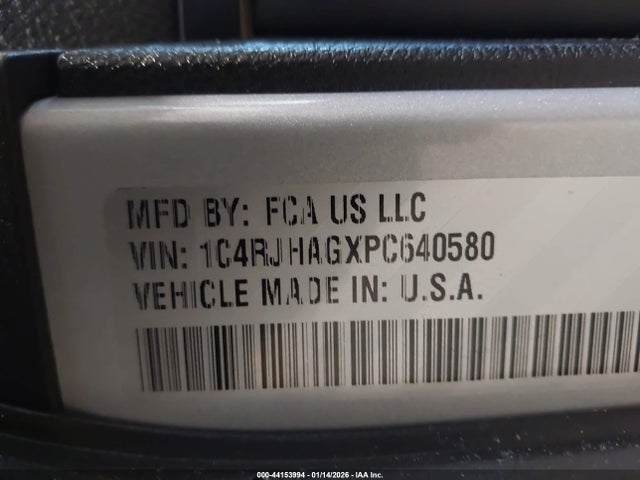 MFD BY: FCA US LLC
VIN: 1C4RJHAGXPC640580
VEHICLE MADE IN: U.S.A.
000-44153994 - 01/14/2026 - IAA Inc.